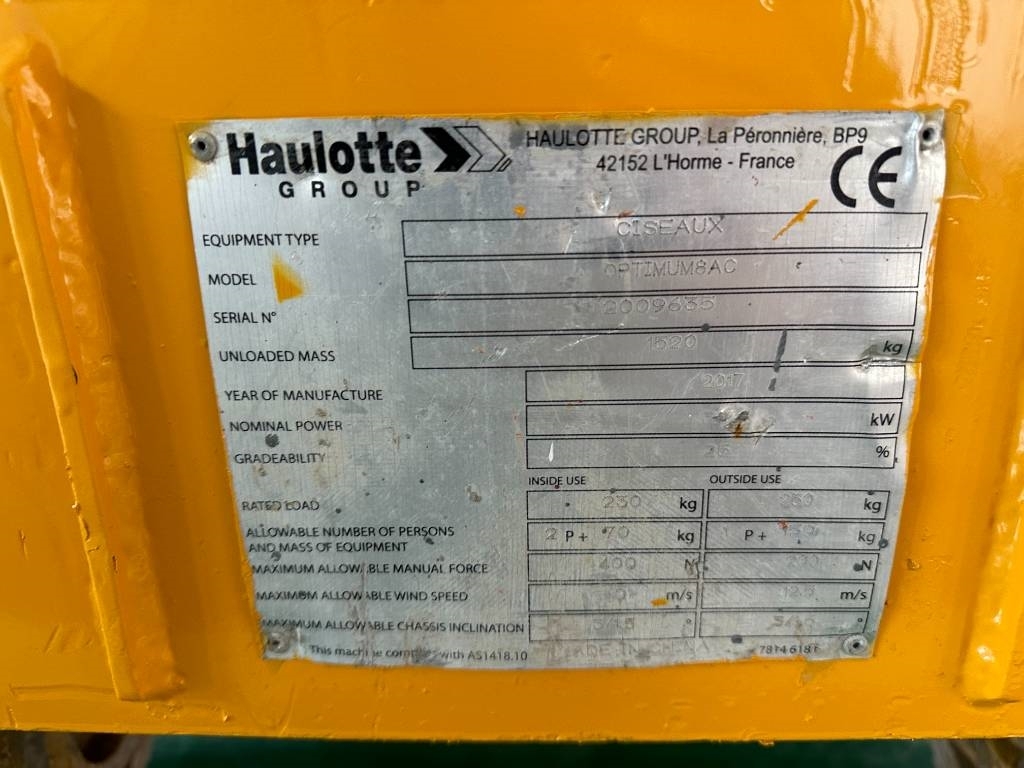 Haulotte
GROUP
HAULOTTE GROUP, La Péronnière, BP9
42152 L'Horme - France
CE
EQUIPMENT TYPE CISEAUX
MODEL OPTIMUM8AC
SERIAL N° 2009635
UNLOADED MASS 1520 kg
YEAR OF MANUFACTURE 2017
NOMINAL POWER kW
GRADEABILITY %
INSIDE USE OUTSIDE USE
RATED LOAD 230 kg kg
ALLOWABLE NUMBER OF PERSONS
AND MASS OF EQUIPMENT 2 P + 70 kg P + kg
MAXIMUM ALLOWABLE MANUAL FORCE 400 N N
MAXIMUM ALLOWABLE WIND SPEED m/s 12.5 m/s
MAXIMUM ALLOWABLE CHASSIS INCLINATION ° °
This machine complies with AS1418.10 MADE IN CHINA